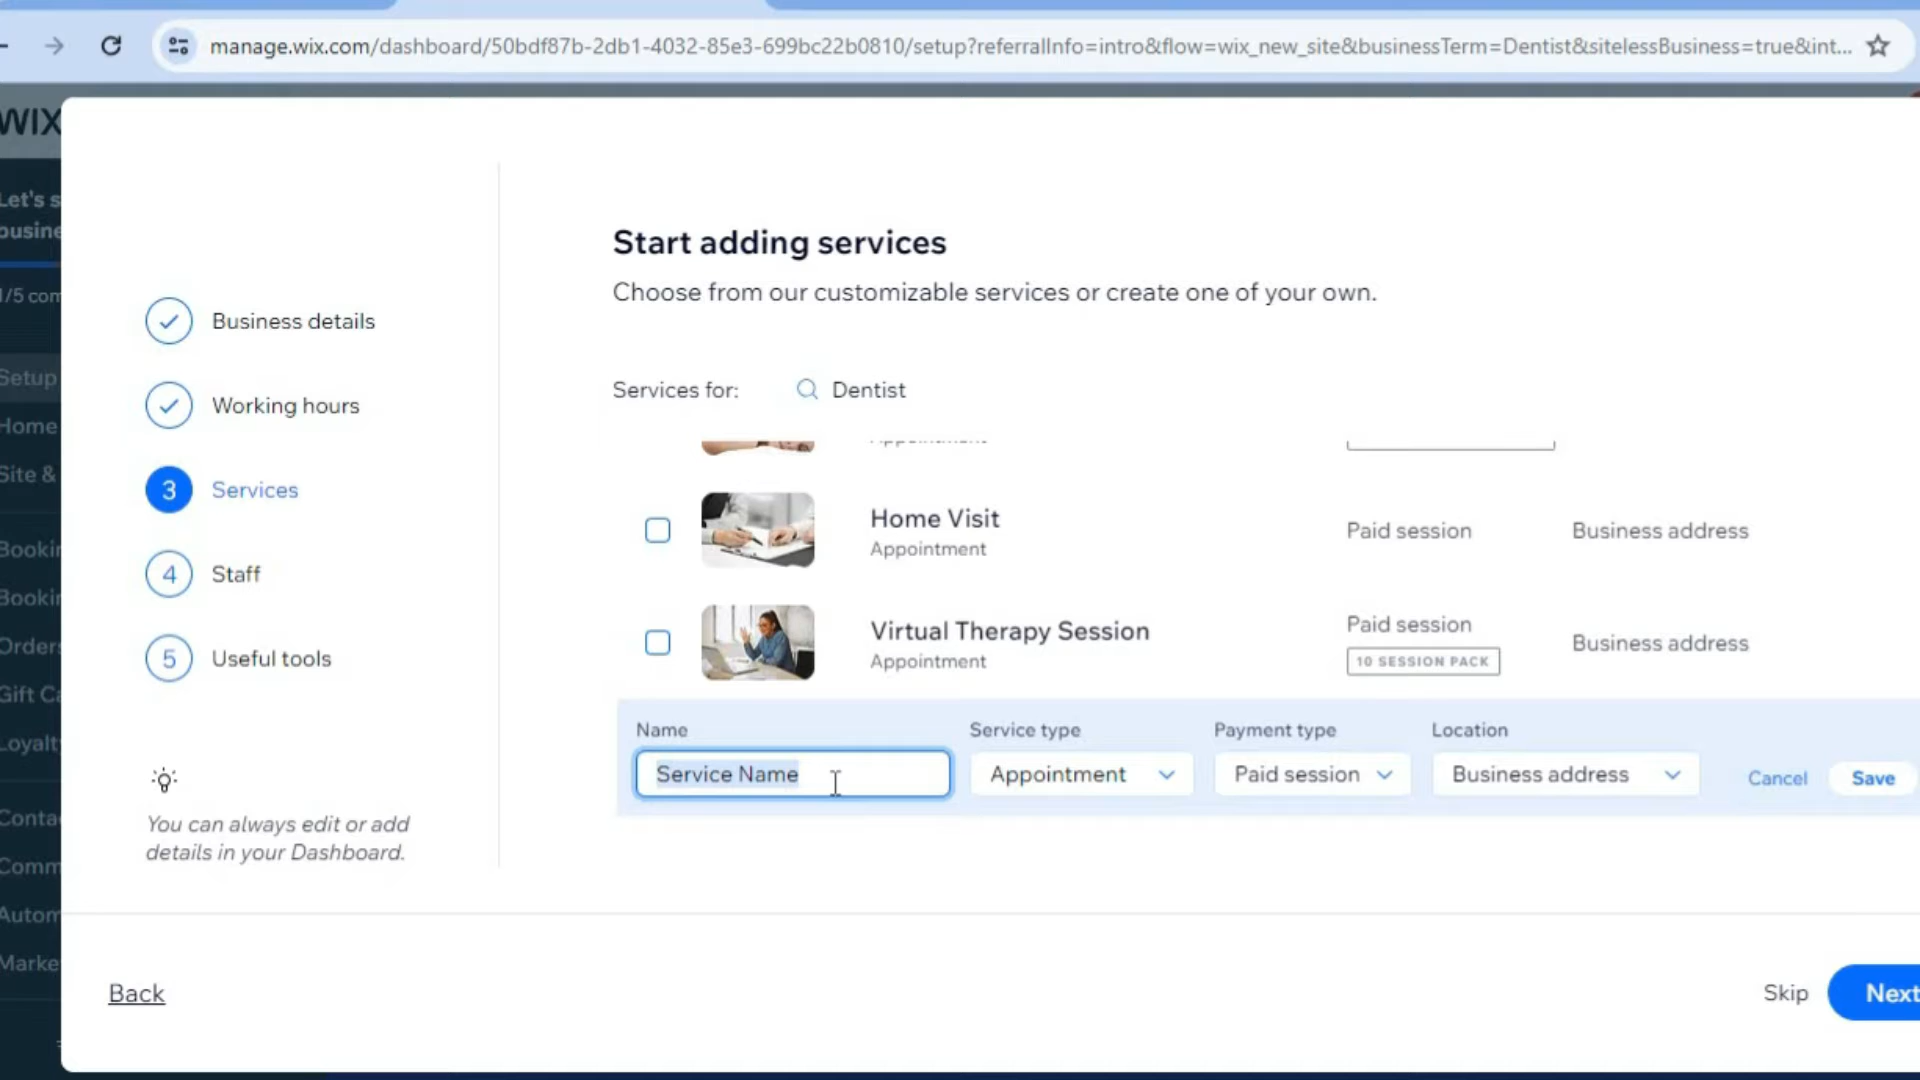 manage.wix.com/dashboard/50bdf87b-2db1-4032-85e3-699bc22b0810/setup?referralInfo=intro&flow=wix_new_site&businessTerm=Dentist&sitelessBusiness=true&int...
WIX
Let's s
busine
1/5 com
Setup
Home
Site &
Bookin
Bookin
Orders
Gift Ca
Loyalty
Conta
Comm
Autom
Marke
Business details
Working hours
3 Services
4 Staff
5 Useful tools
You can always edit or add
details in your Dashboard.
Start adding services
Choose from our customizable services or create one of your own.
Services for: Dentist
Home Visit
Appointment
Paid session
Business address
Virtual Therapy Session
Appointment
Paid session
10 SESSION PACK
Business address
Name Service type Payment type Location
Service Name Appointment Paid session Business address Cancel Save
Back Skip Next